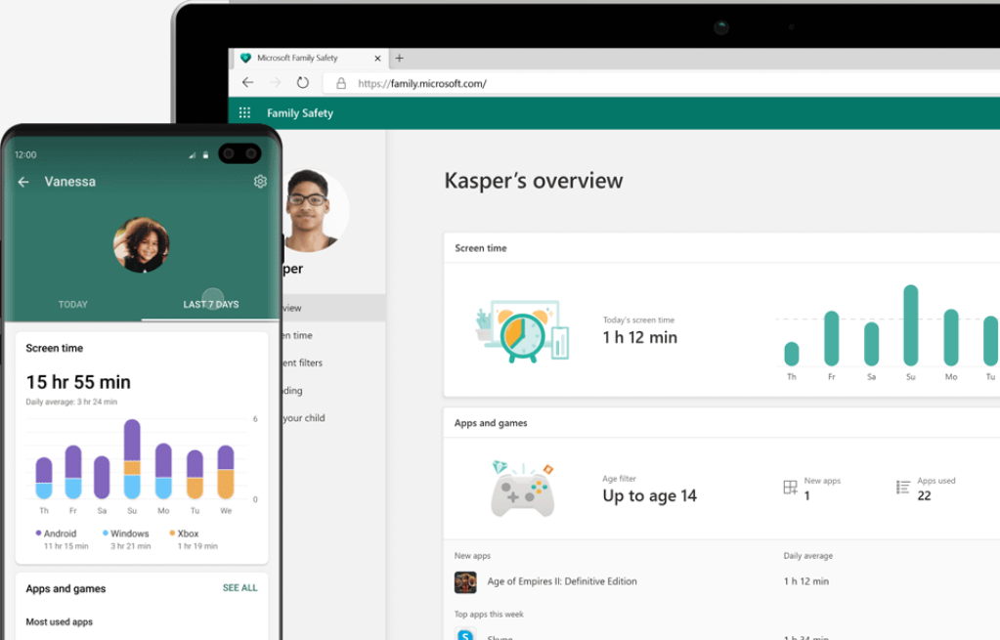 Microsoft Family Safety
https://family.microsoft.com/
Family Safety
12:00
Vanessa
TODAY
LAST 7 DAYS
Screen time
15 hr 55 min
Daily average: 3 hr 24 min
6
0
Th Fr Sa Su Mo Tu We
Android Windows Xbox
11 hr 15 min 3 hr 21 min 1 hr 19 min
Apps and games
SEE ALL
Most used apps
per
view
en time
ent filters
ding
your child
Kasper's overview
Screen time
Today's screen time
1 h 12 min
Th Fr Sa Su Mo Tu
Apps and games
Age filter
Up to age 14
New apps
1
Apps used
22
New apps
Daily average
Age of Empires II: Definitive Edition
1 h 12 min
Top apps this week
Skype
1 h 34 min